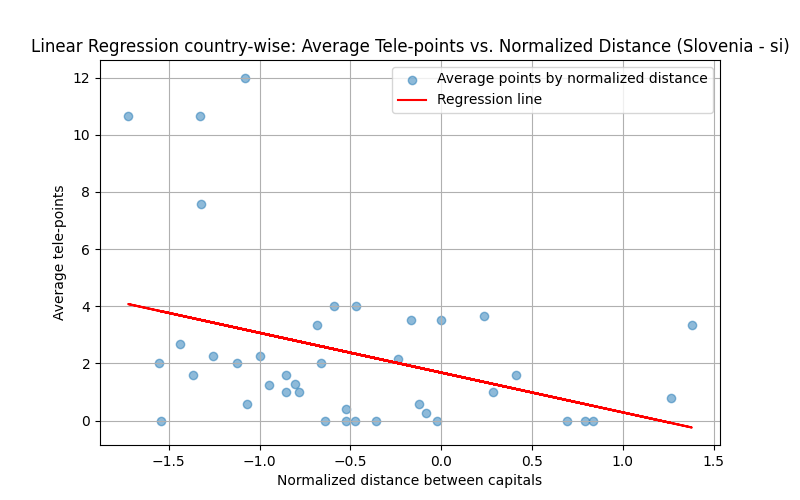 Linear Regression country-wise: Average Tele-points vs. Normalized Distance (Slovenia - si)
Average points by normalized distance
Regression line
12
10
8
6
4
2
0
Average tele-points
−1.5
−1.0
−0.5
0.0
0.5
1.0
1.5
Normalized distance between capitals